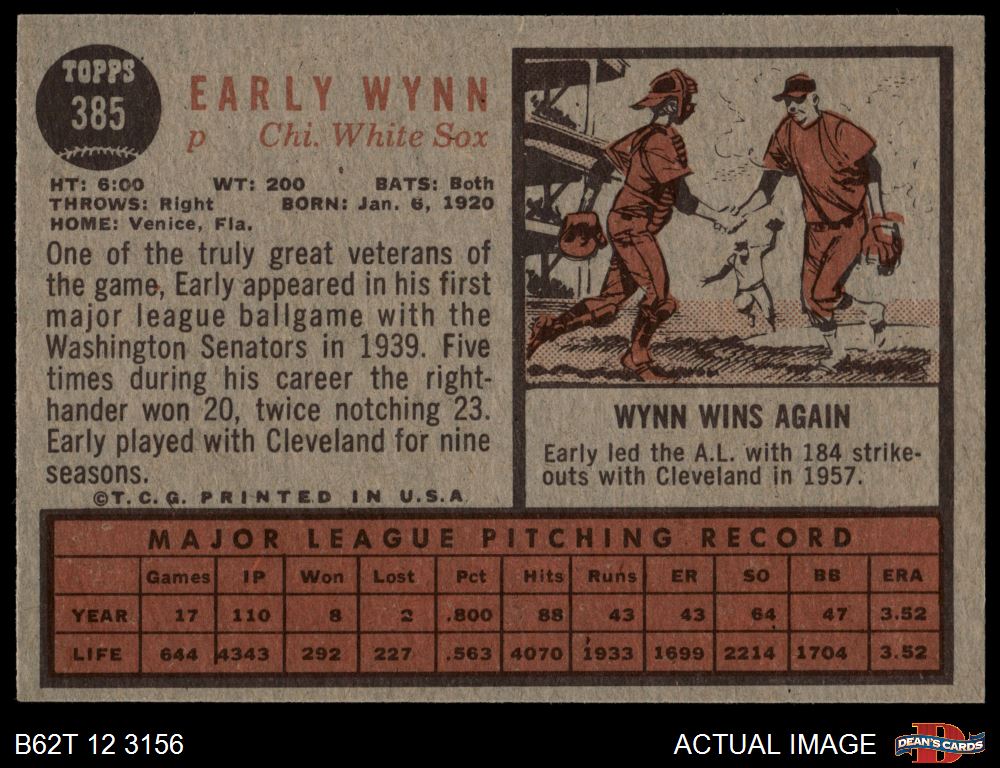 TOPPS
385
EARLY WYNN
p Chi. White Sox
HT: 6:00 WT: 200 BATS: Both
THROWS: Right BORN: Jan. 6, 1920
HOME: Venice, Fla.
One of the truly great veterans of
the game, Early appeared in his first
major league ballgame with the
Washington Senators in 1939. Five
times during his career the right-
hander won 20, twice notching 23.
Early played with Cleveland for nine
seasons.
©T.C.G. PRINTED IN U.S.A.
WYNN WINS AGAIN
Early led the A.L. with 184 strike-
outs with Cleveland in 1957.
MAJOR LEAGUE PITCHING RECORD
Games IP Won Lost Pct Hits Runs ER SO BB ERA
YEAR 17 110 8 2 .800 88 43 43 64 47 3.52
LIFE 644 4343 292 227 .563 4070 1933 1699 2214 1704 3.52
B62T 12 3156
ACTUAL IMAGE
D
DEAN'S CARDS